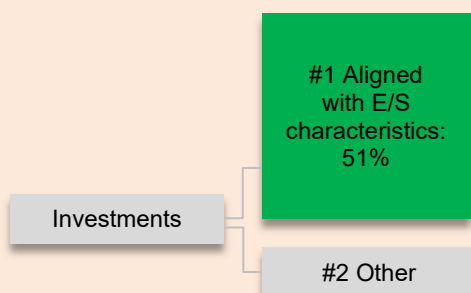 #1 Aligned
with E/S
characteristics:
51%
Investments
#2 Other